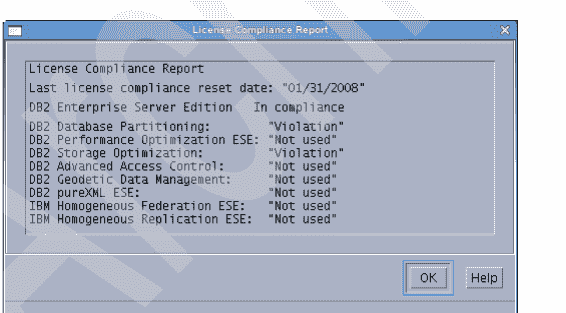 License Compliance Report
License Compliance Report
Last license compliance reset date: "01/31/2008"
DB2 Enterprise Server Edition In compliance
DB2 Database Partitioning: "Violation"
DB2 Performance Optimization ESE: "Not used"
DB2 Storage Optimization: "Violation"
DB2 Advanced Access Control: "Not used"
DB2 Geodetic Data Management: "Not used"
DB2 pureXML ESE: "Not used"
IBM Homogeneous Federation ESE: "Not used"
IBM Homogeneous Replication ESE: "Not used"
OK Help